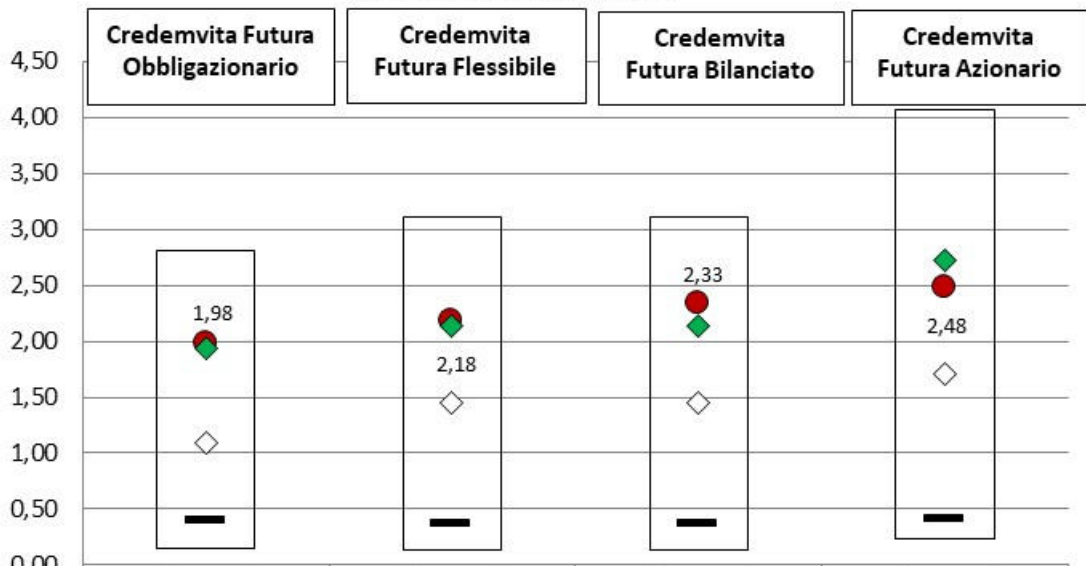 Credemvita Futura
Obbligazionario
Credemvita
Futura Flessibile
Credemvita
Futura Bilanciato
Credemvita
Futura Azionario
4,50
4,00
3,50
3,00
2,50
2,00
1,50
1,00
0,50
0,00
1,98
2,18
2,33
2,48